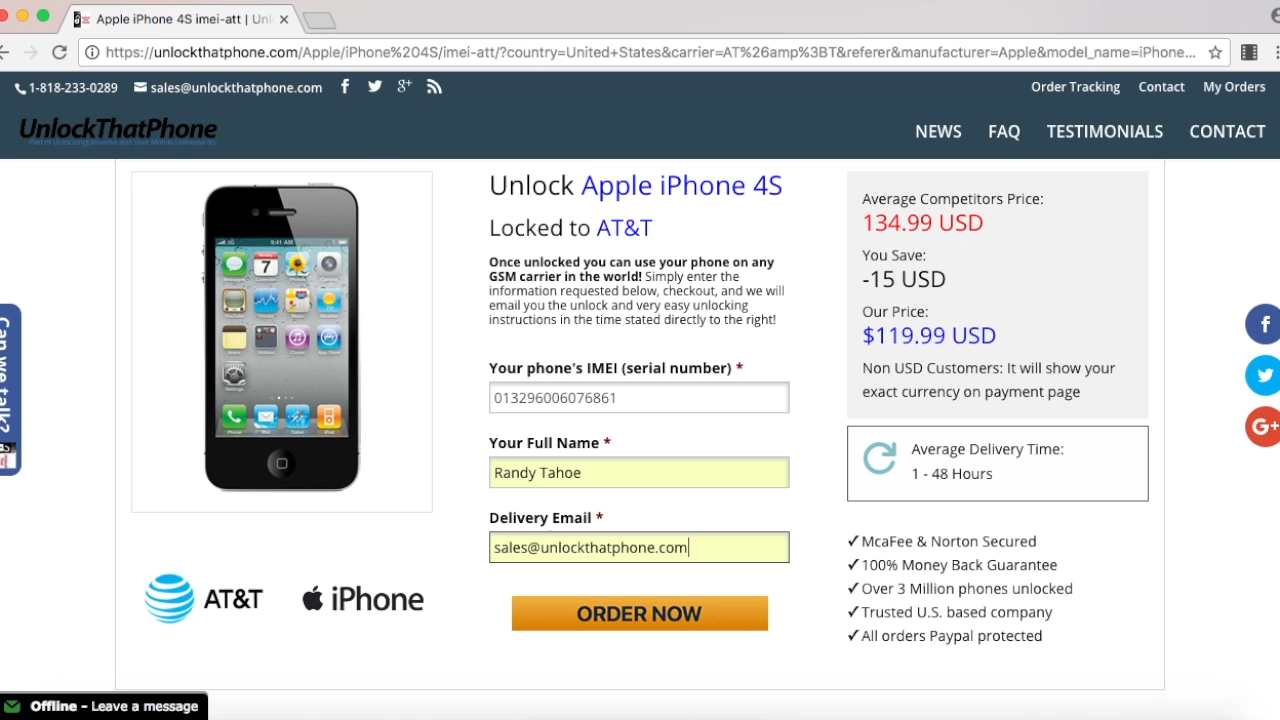 Apple iPhone 4S imei-att | Unl
https://unlockthatphone.com/Apple/iPhone%204S/imei-att/?country=United+States&carrier=AT%26amp%3BT&referer&manufacturer=Apple&model_name=iPhone...
1-818-233-0289 sales@unlockthatphone.com
Order Tracking Contact My Orders
UnlockThatPhone
NEWS FAQ TESTIMONIALS CONTACT
9:41 AM
Unlock Apple iPhone 4S
Locked to AT&T
Once unlocked you can use your phone on any
GSM carrier in the world! Simply enter the
information requested below, checkout, and we will
email you the unlock and very easy unlocking
instructions in the time stated directly to the right!
Your phone's IMEI (serial number) *
013296006076861
Your Full Name *
Randy Tahoe
Delivery Email *
sales@unlockthatphone.com
ORDER NOW
AT&T iPhone
Average Competitors Price:
134.99 USD
You Save:
-15 USD
Our Price:
$119.99 USD
Non USD Customers: It will show your
exact currency on payment page
Average Delivery Time:
1 - 48 Hours
✓McaFee & Norton Secured
✓100% Money Back Guarantee
✓Over 3 Million phones unlocked
✓Trusted U.S. based company
✓All orders Paypal protected
Can we talk?
Offline – Leave a message